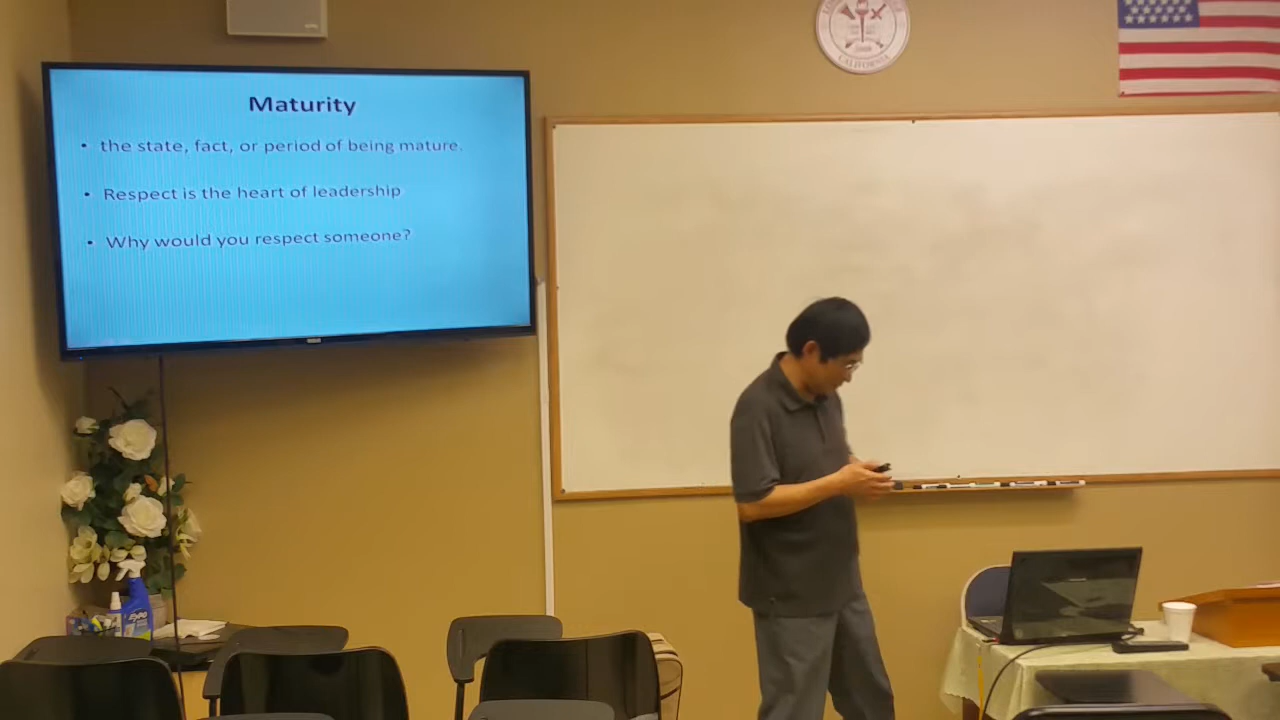 Maturity
• the state, fact, or period of being mature.
• Respect is the heart of leadership
• Why would you respect someone?
CALIFORNIA